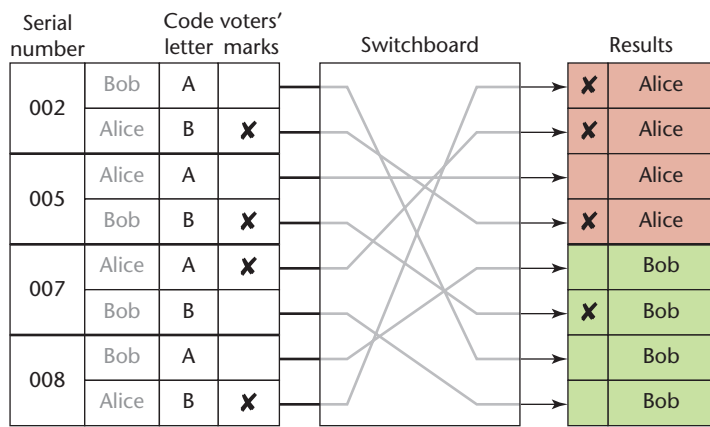 Serial number Code letter voters' marks Switchboard Results
002 Bob A ✘ Alice
Alice B ✘ ✘ Alice
005 Alice A Alice
Bob B ✘ ✘ Alice
007 Alice A ✘ Bob
Bob B ✘ Bob
008 Bob A Bob
Alice B ✘ Bob